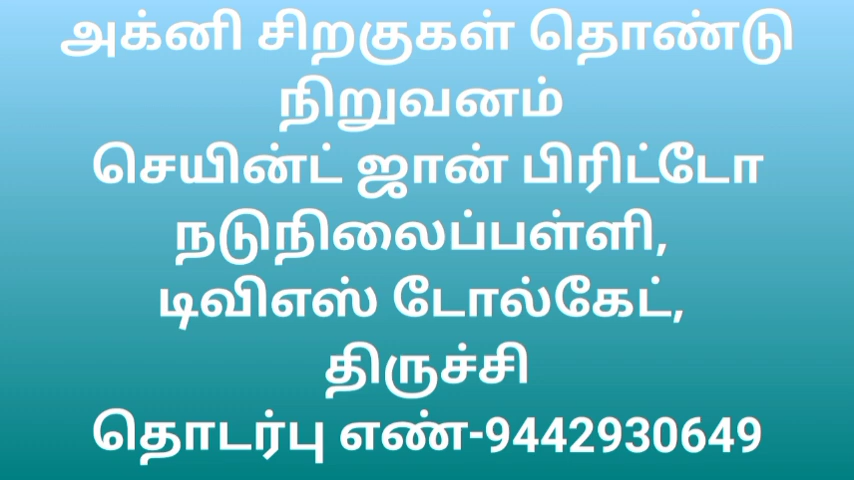 அக்னி சிறகுகள் தொண்டு
நிறுவனம்
செயின்ட் ஜான் பிரிட்டோ
நடுநிலைப்பள்ளி,
டிவிஎஸ் டோல்கேட்,
திருச்சி
தொடர்பு எண்-9442930649